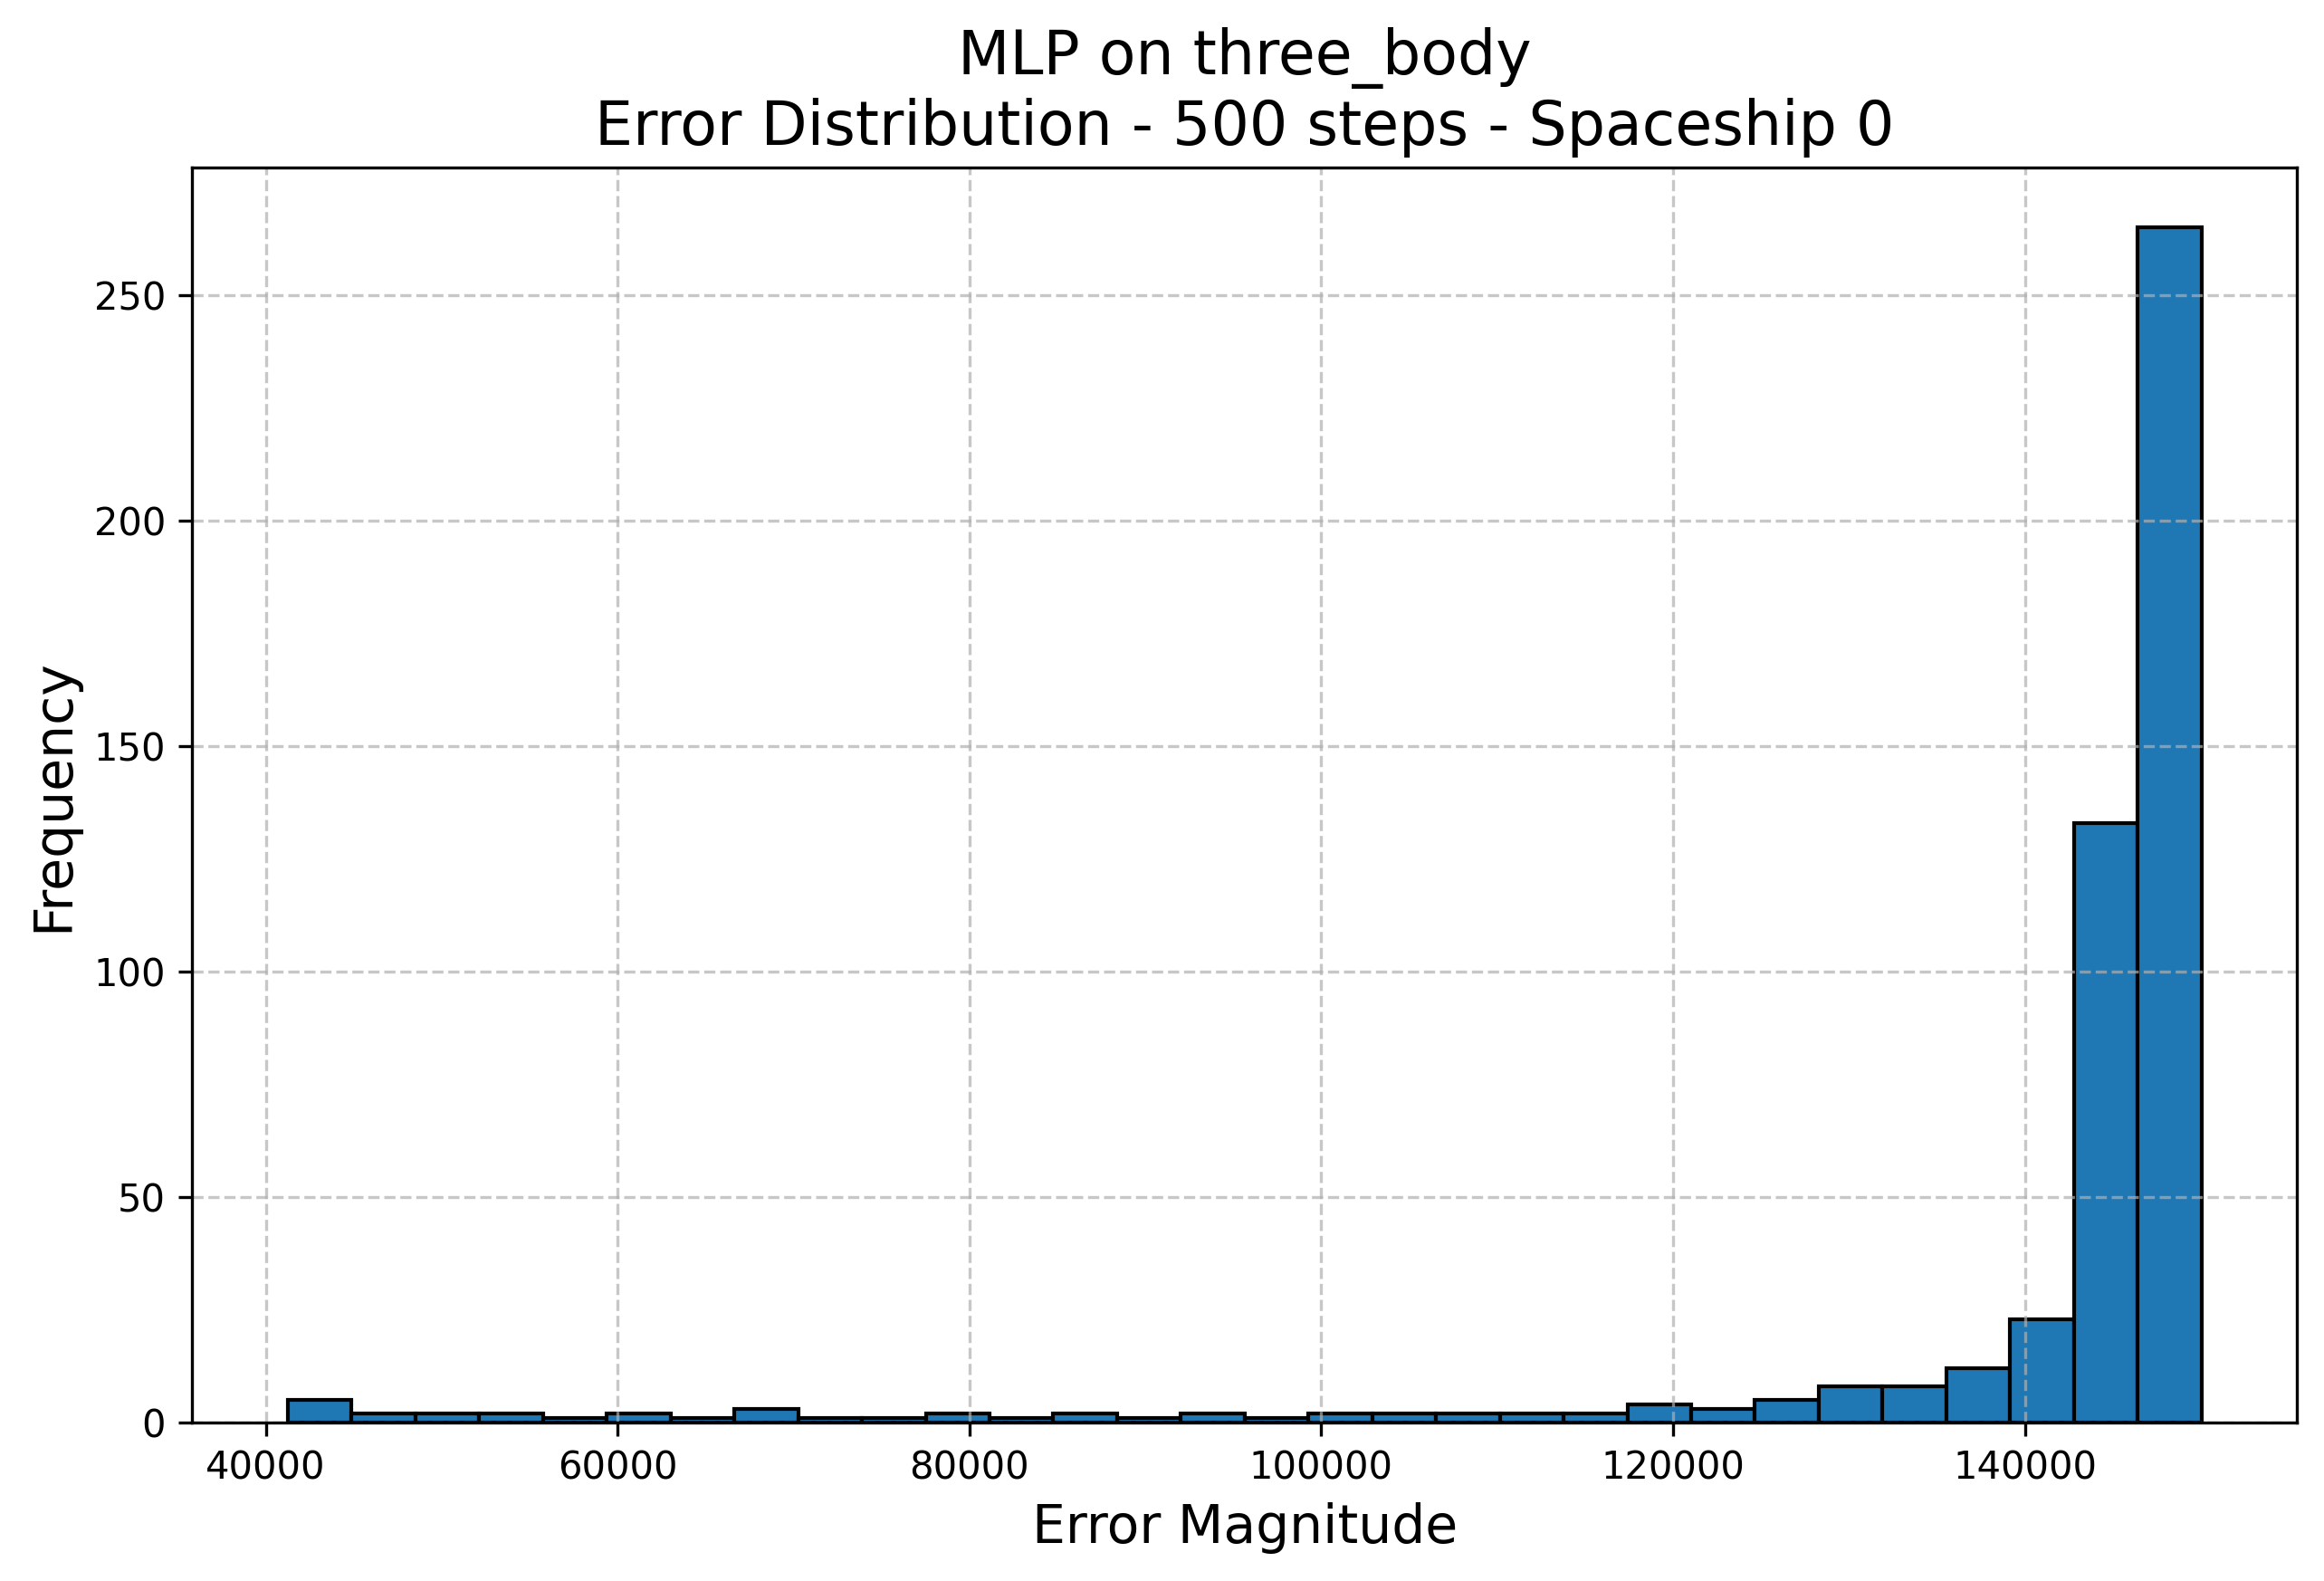 MLP on three_body
Error Distribution - 500 steps - Spaceship 0
Frequency
250
200
150
100
50
0
40000 60000 80000 100000 120000 140000
Error Magnitude